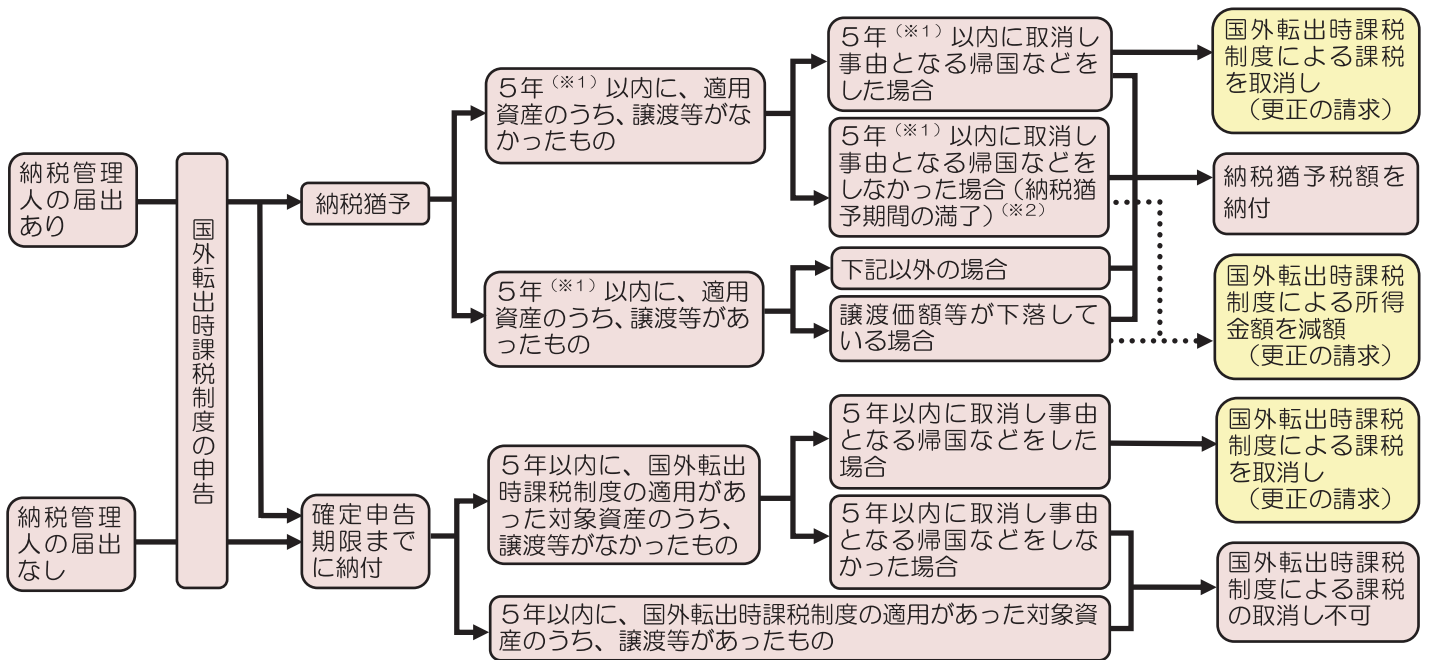 納税管理
人の届出
あり
納税管理
人の届出
なし
国外転出時課税制度の申告
納税猶予
確定申告
期限まで
に納付
５年（※1）以内に、適用
資産のうち、譲渡等がな
かったもの
５年（※1）以内に、適用
資産のうち、譲渡等があ
ったもの
５年以内に、国外転出
時課税制度の適用があ
った対象資産のうち、
譲渡等がなかったもの
５年以内に、国外転出時課税制度の適用があった対象資
産のうち、譲渡等があったもの
５年（※1）以内に取消し
事由となる帰国などを
した場合
５年（※1）以内に取消し
事由となる帰国などを
しなかった場合（納税猶
予期間の満了）（※2）
下記以外の場合
譲渡価額等が下落して
いる場合
５年以内に取消し事由
となる帰国などをした
場合
５年以内に取消し事由
となる帰国などをしな
かった場合
国外転出時課税
制度による課税
を取消し
（更正の請求）
納税猶予税額を
納付
国外転出時課税
制度による所得
金額を減額
（更正の請求）
国外転出時課税
制度による課税
を取消し
（更正の請求）
国外転出時課税
制度による課税
の取消し不可